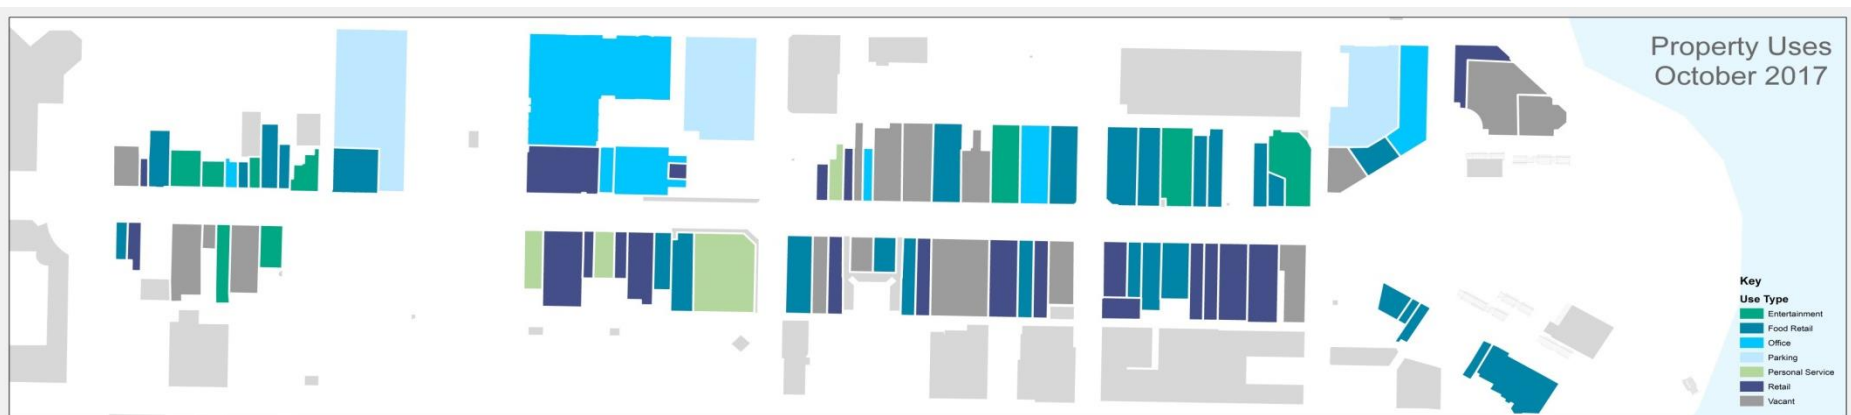 Property Uses
October 2017
Key
Use Type
Entertainment
Food Retail
Office
Parking
Personal Service
Retail
Vacant